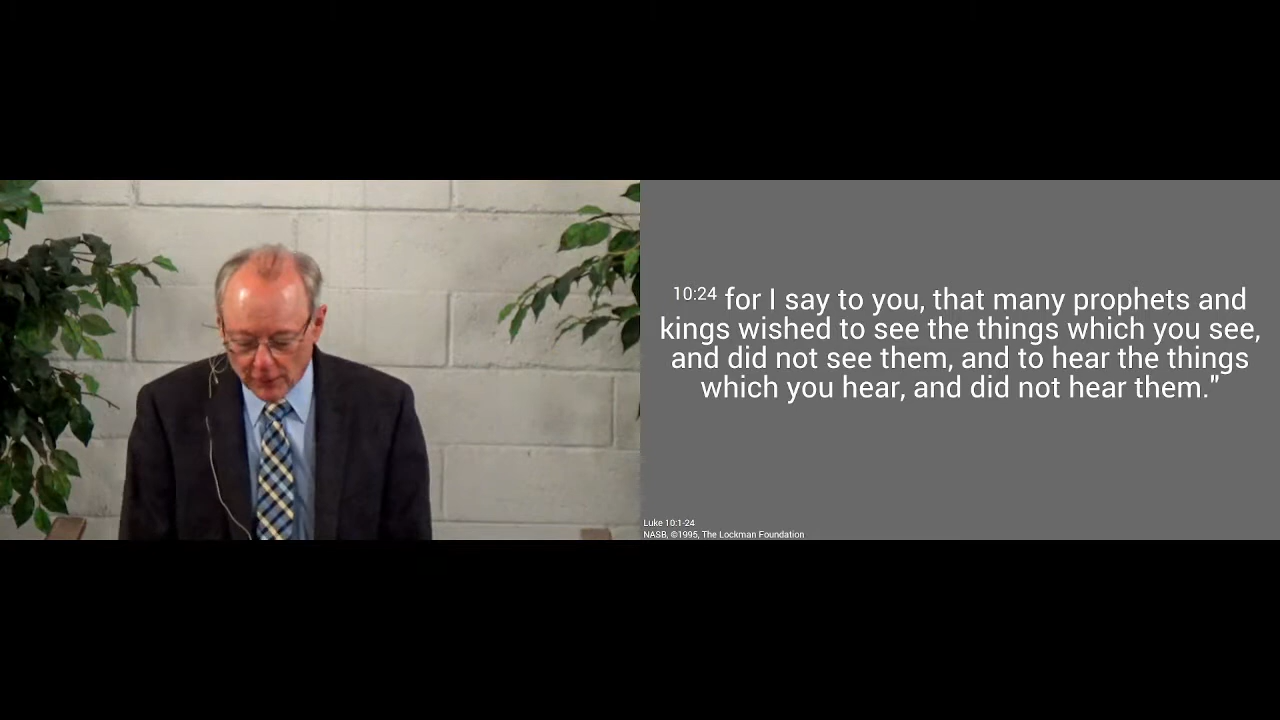 10:24 for I say to you, that many prophets and
kings wished to see the things which you see,
and did not see them, and to hear the things
which you hear, and did not hear them."
Luke 10:1-24
NASB, ©1995, The Lockman Foundation